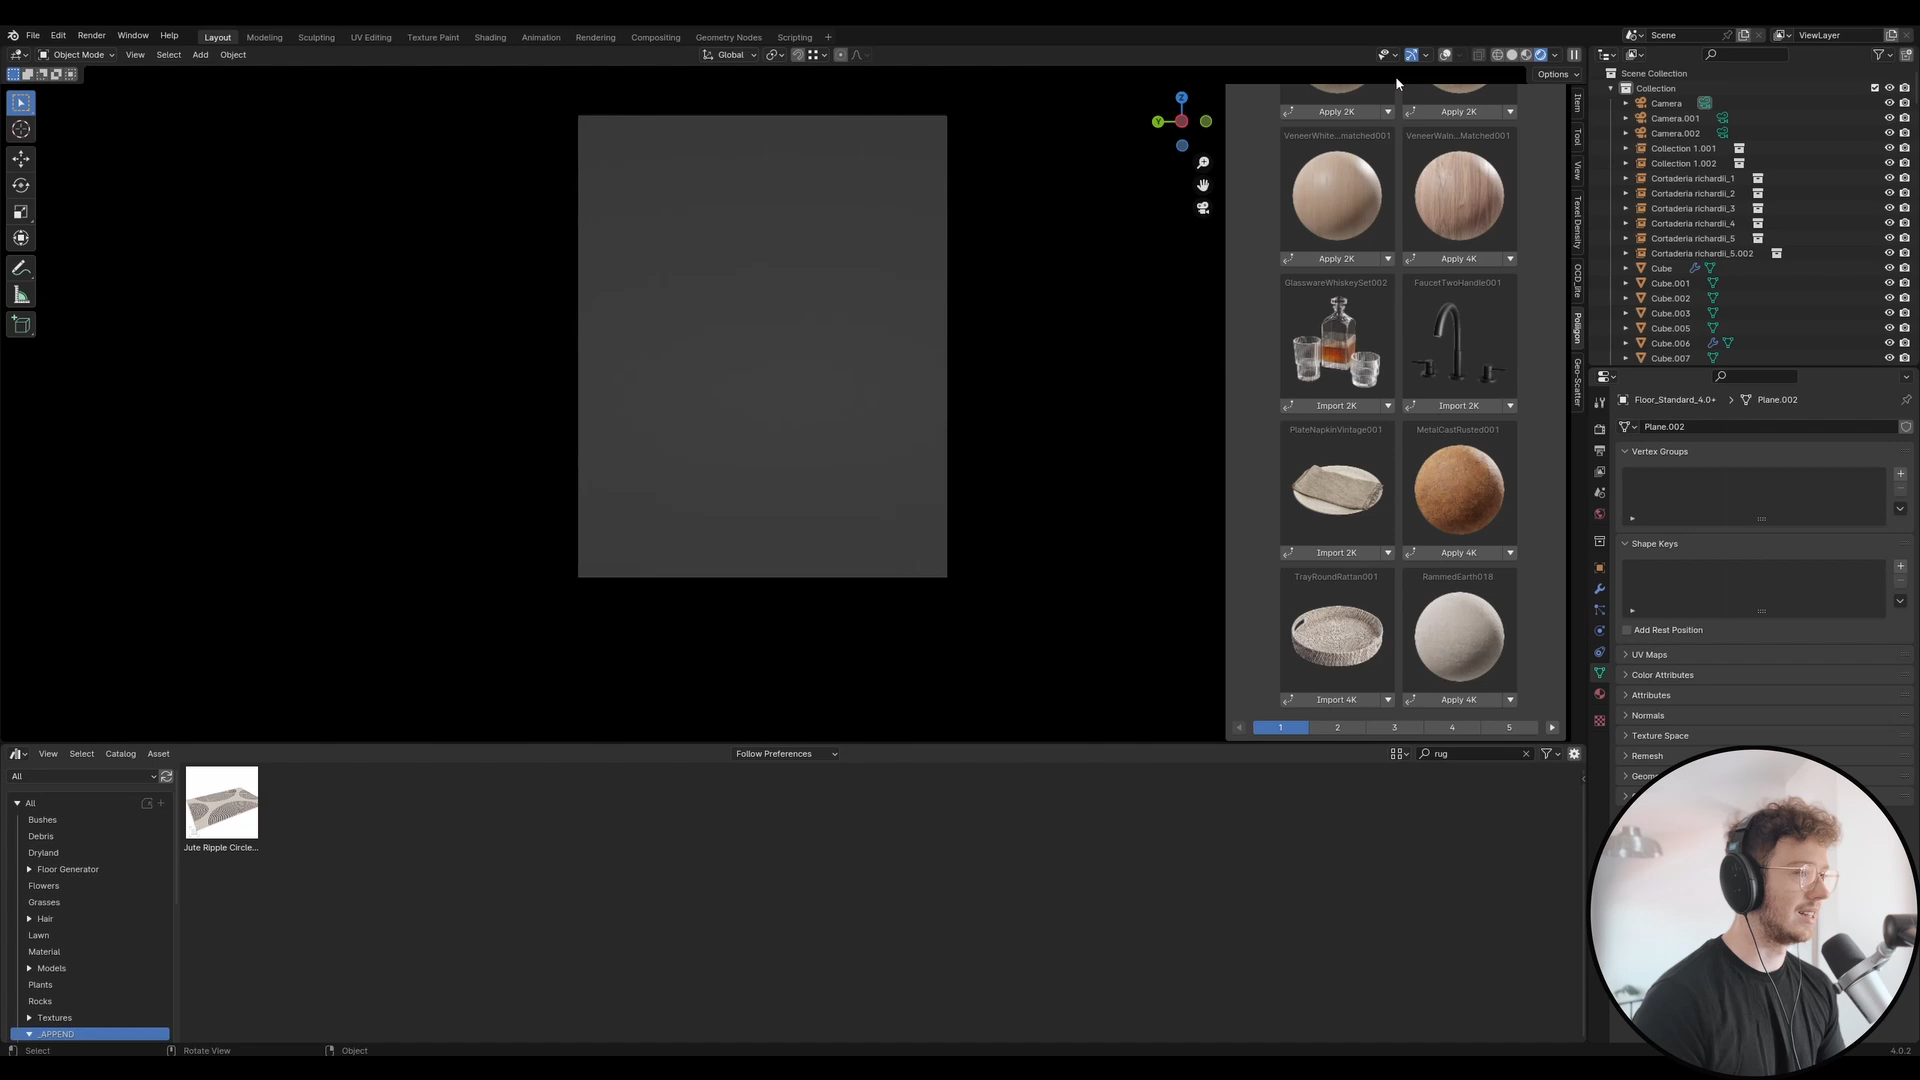 File Edit Render Window Help Layout Modeling Sculpting UV Editing Texture Paint Shading Animation Rendering Compositing Geometry Nodes Scripting +
Scene
ViewLayer
Object Mode View Select Add Object
Global
Options
Item
Tool
View
Texel Density
OCD_lite
Poliigon
Geo-Scatter
Z
Y
Apply 2K
Apply 2K
VeneerWhite...matched001
VeneerWaln...Matched001
Apply 2K
Apply 4K
GlasswareWhiskeySet002
FaucetTwoHandle001
Import 2K
Import 2K
PlateNapkinVintage001
MetalCastRusted001
Import 2K
Apply 4K
TrayRoundRattan001
RammedEarth018
Import 4K
Apply 4K
1 2 3 4 5
Scene Collection
Collection
Camera
Camera.001
Camera.002
Collection 1.001
Collection 1.002
Cortaderia richardii_1
Cortaderia richardii_2
Cortaderia richardii_3
Cortaderia richardii_4
Cortaderia richardii_5
Cortaderia richardii_5.002
Cube
Cube.001
Cube.002
Cube.003
Cube.005
Cube.006
Cube.007
Floor_Standard_4.0+ > Plane.002
Plane.002
Vertex Groups
Shape Keys
Add Rest Position
UV Maps
Color Attributes
Attributes
Normals
Texture Space
Remesh
View Select Catalog Asset
Follow Preferences
rug
All
All
Bushes
Debris
Dryland
Floor Generator
Flowers
Grasses
Hair
Lawn
Material
Models
Plants
Rocks
Textures
_APPEND
Jute Ripple Circle...
Select
Rotate View
Object
4.0.2